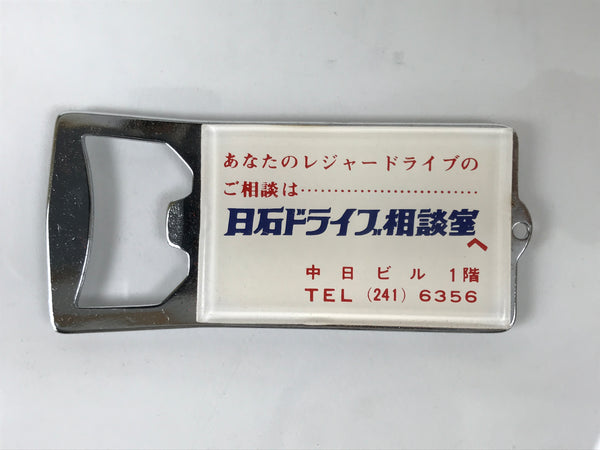 あなたのレジャードライブの
ご相談は…………………………
日石ドライブ相談室
へ
中日ビル 1階
TEL (241) 6356